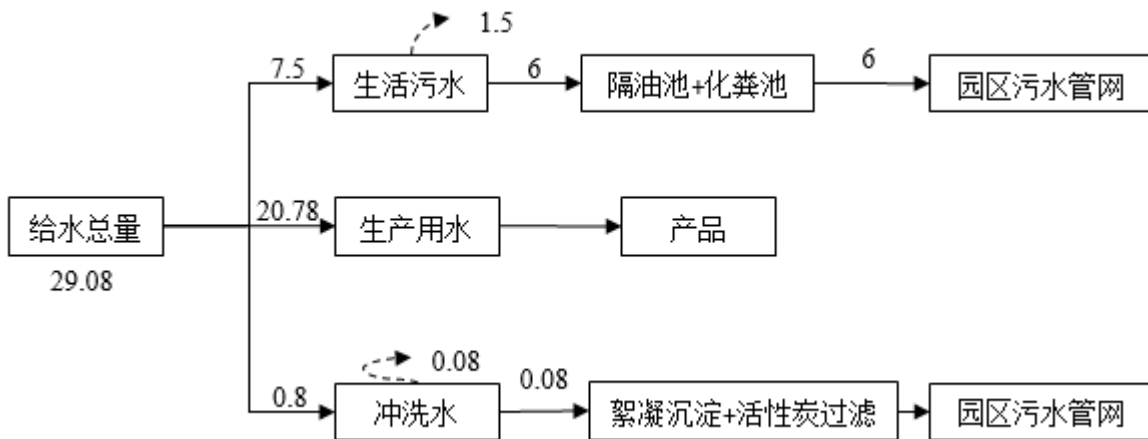 1.5
7.5
生活污水
6
隔油池+化粪池
6
园区污水管网
给水总量
29.08
20.78
生产用水
产品
0.08
0.8
冲洗水
0.08
絮凝沉淀+活性炭过滤
园区污水管网